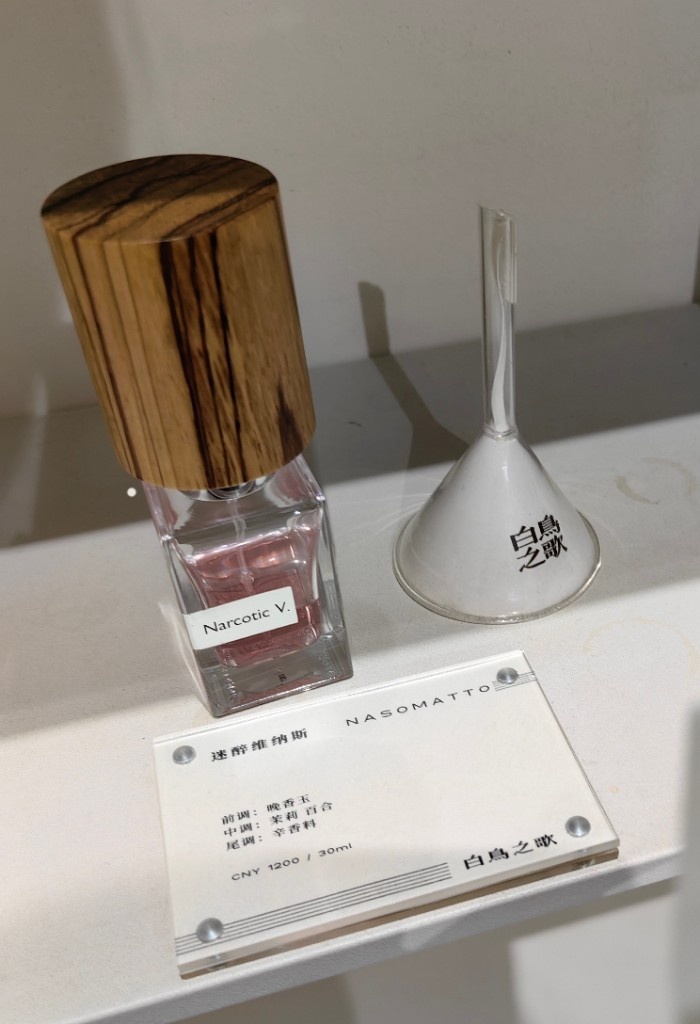 Narcotic V.
白鳥
之歌
迷醉维纳斯
NASOMATTO
前调：晚香玉
中调：茉莉 百合
尾调：辛香料
CNY 1200 / 30ml
白鳥之歌